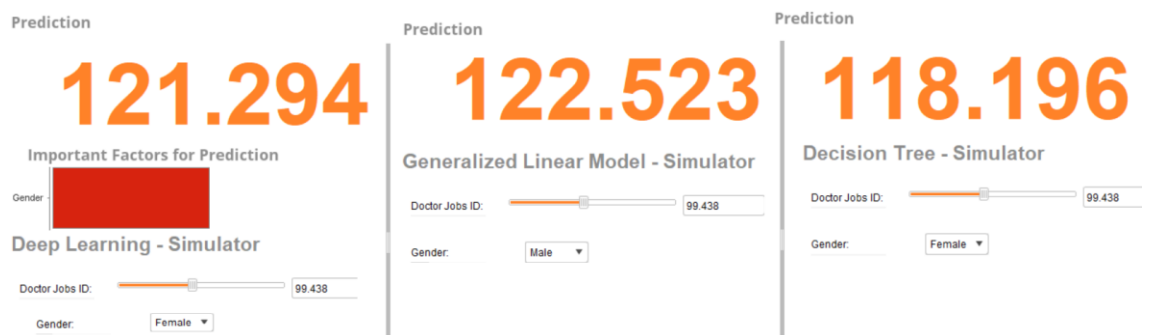 Prediction
121.294
Important Factors for Prediction
Gender
Deep Learning - Simulator
Doctor Jobs ID:
99.438
Gender:
Female
Prediction
122.523
Generalized Linear Model - Simulator
Doctor Jobs ID:
99.438
Gender:
Male
Prediction
118.196
Decision Tree - Simulator
Doctor Jobs ID:
99.438
Gender:
Female